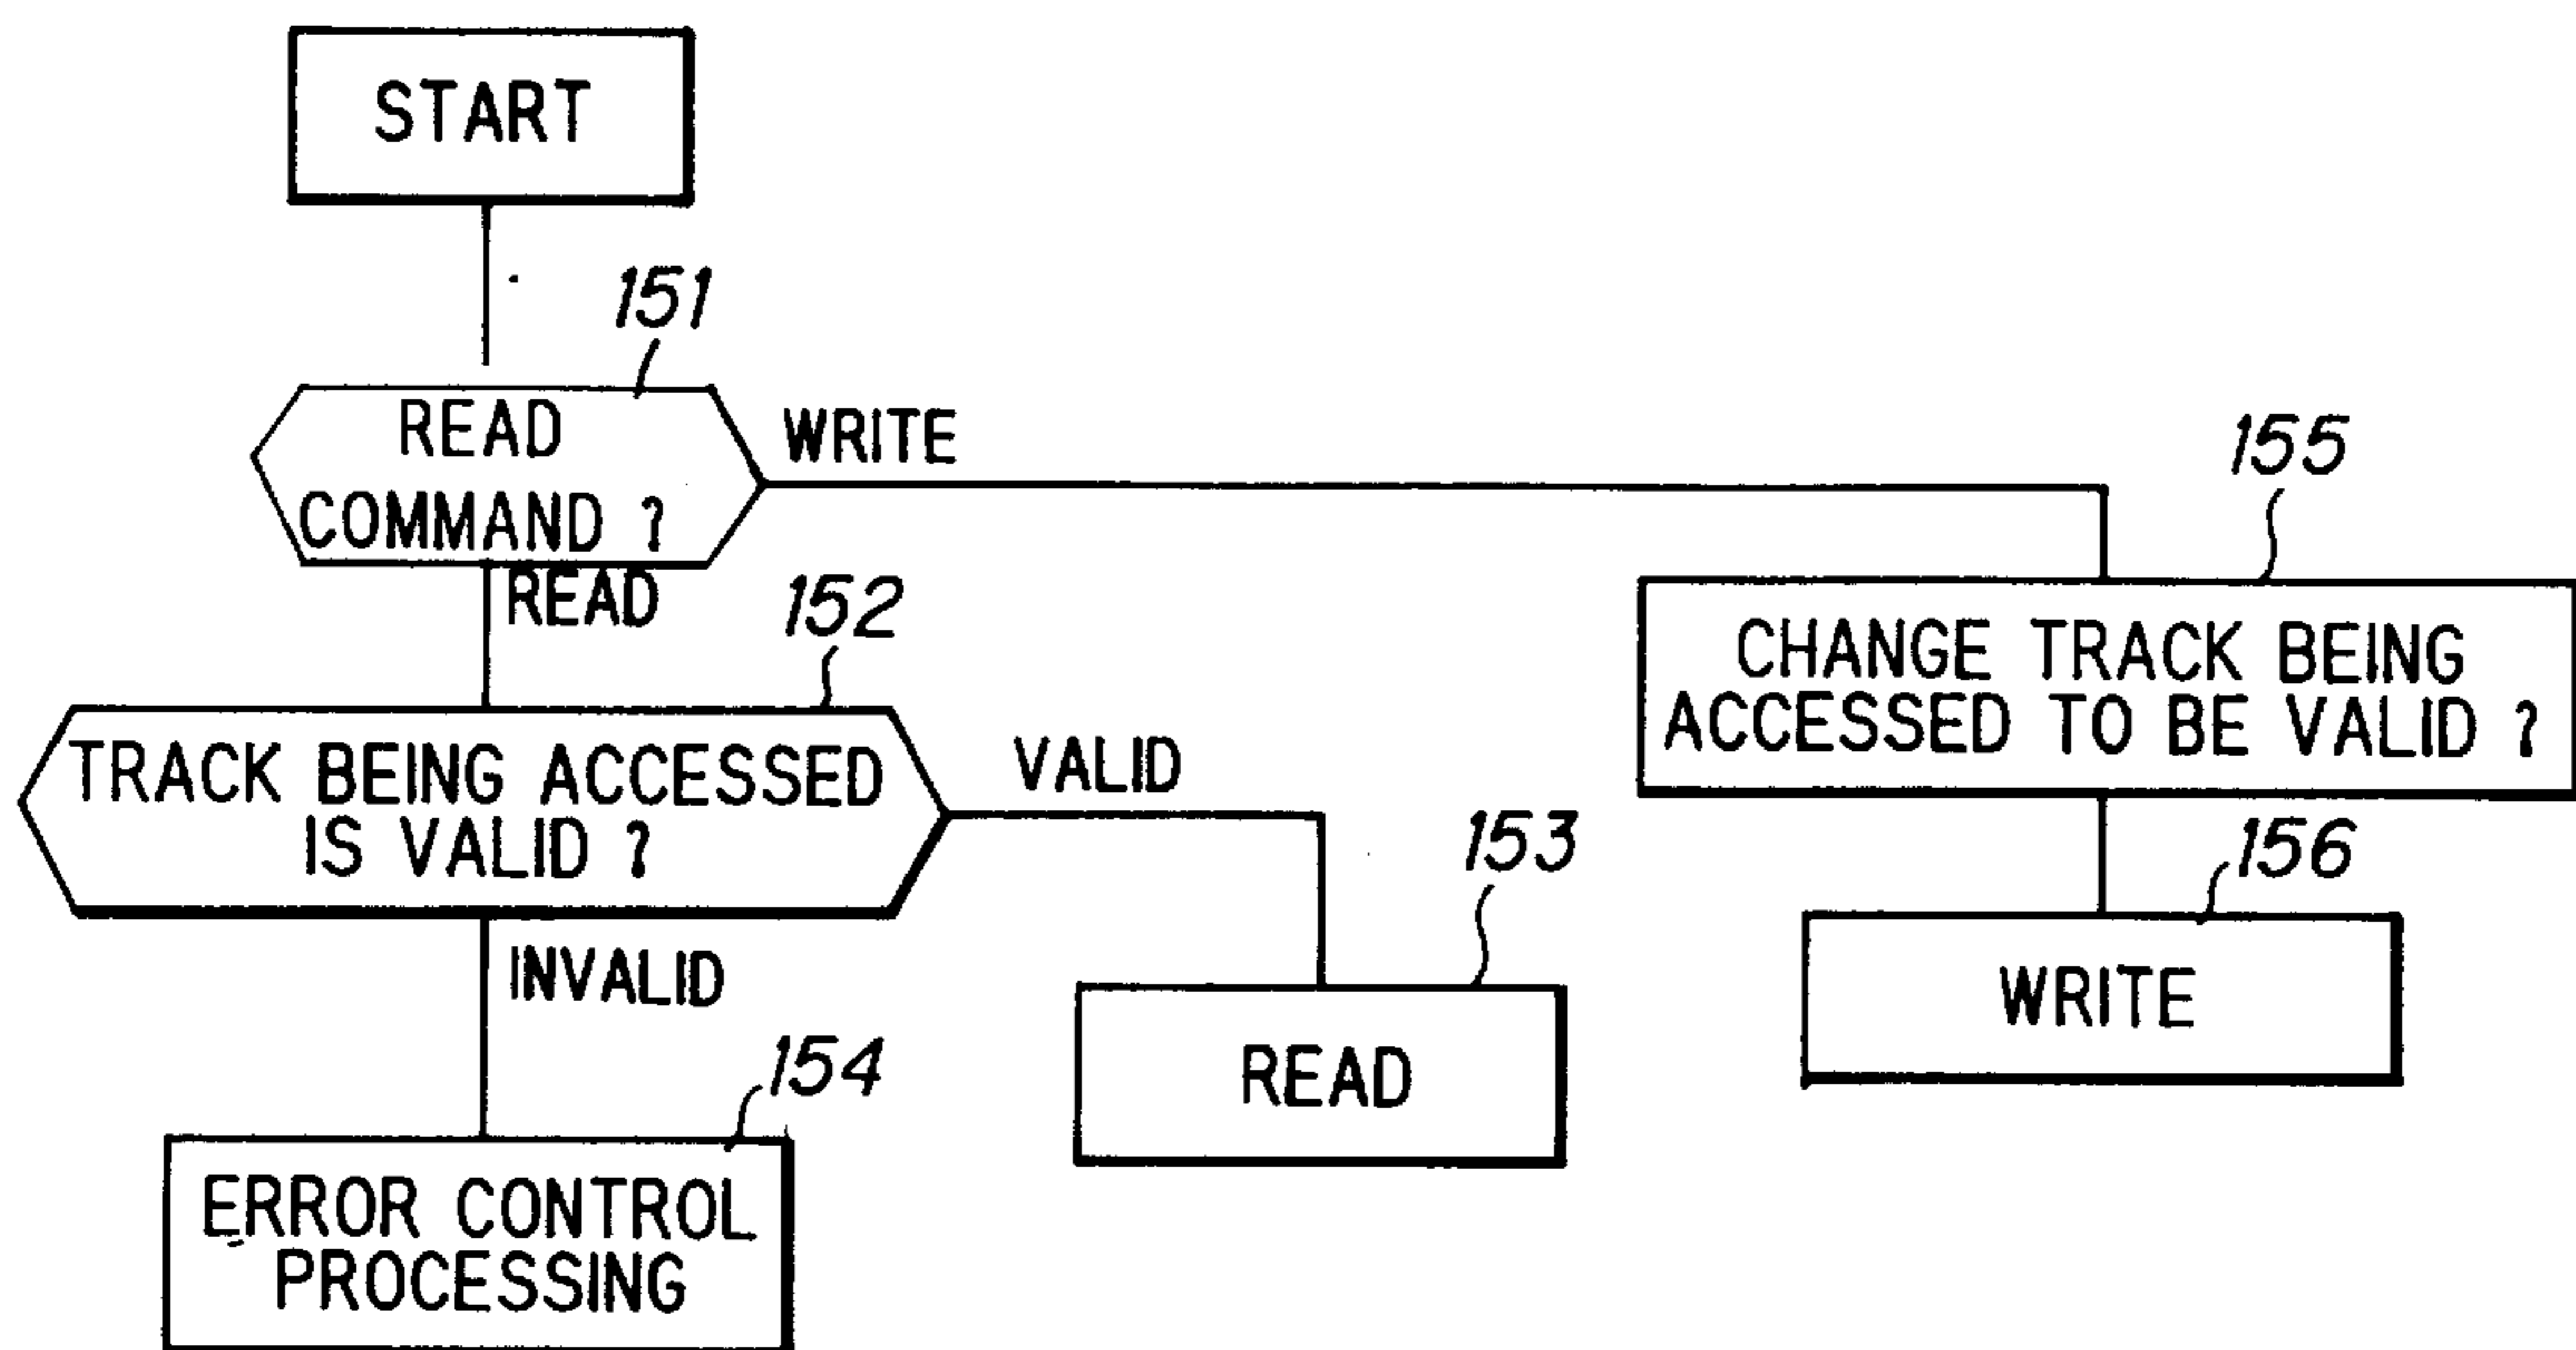 START
151
READ
COMMAND ?
WRITE
READ
155
CHANGE TRACK BEING
ACCESSED TO BE VALID ?
152
TRACK BEING ACCESSED
IS VALID ?
VALID
153
READ
156
WRITE
INVALID
154
ERROR CONTROL
PROCESSING